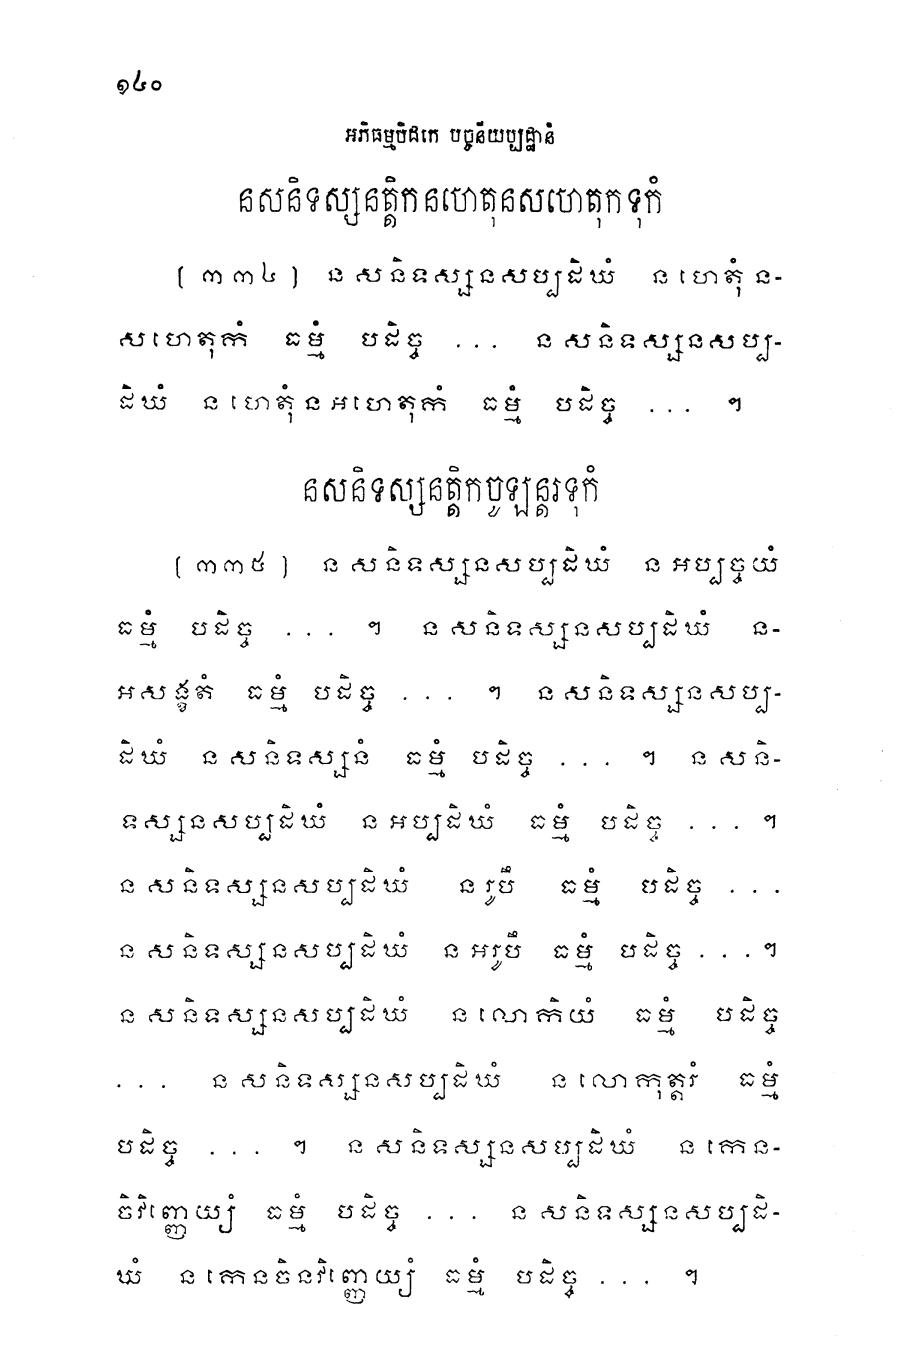 ១៤០
អភិធម្មបិដកេ បច្ចនីយប្បដ្ឋានំ
នសនិទស្សនត្តិកនហេតុនសហេតុកទុកំ
(៣៣៤) ន សនិទស្សនសប្បដិឃំ ន ហេតុំ ន-
សហេតុកំ ធម្មំ បដិច្ច ... ន សនិទស្សនសប្ប-
ដិឃំ ន ហេតុំ ន អហេតុកំ ធម្មំ បដិច្ច ... ។
នសនិទស្សនត្តិកចូឡន្តរទុកំ
(៣៣៥) ន សនិទស្សនសប្បដិឃំ ន អប្បច្ចយំ
ធម្មំ បដិច្ច ... ។ ន សនិទស្សនសប្បដិឃំ ន-
អសង្ខតំ ធម្មំ បដិច្ច ... ។ ន សនិទស្សនសប្ប-
ដិឃំ ន សនិទស្សនំ ធម្មំ បដិច្ច ... ។ ន សនិ-
ទស្សនសប្បដិឃំ ន អប្បដិឃំ ធម្មំ បដិច្ច ... ។
ន សនិទស្សនសប្បដិឃំ ន រូបឹ ធម្មំ បដិច្ច ...
ន សនិទស្សនសប្បដិឃំ ន អរូបឹ ធម្មំ បដិច្ច ... ។
ន សនិទស្សនសប្បដិឃំ ន លោកិយំ ធម្មំ បដិច្ច
... ន សនិទស្សនសប្បដិឃំ ន លោកុត្តរំ ធម្មំ
បដិច្ច ... ។ ន សនិទស្សនសប្បដិឃំ ន កេន-
ចិវិញ្ញេយ្យំ ធម្មំ បដិច្ច ... ន សនិទស្សនសប្បដិ-
ឃំ ន កេនចិនវិញ្ញេយ្យំ ធម្មំ បដិច្ច ... ។